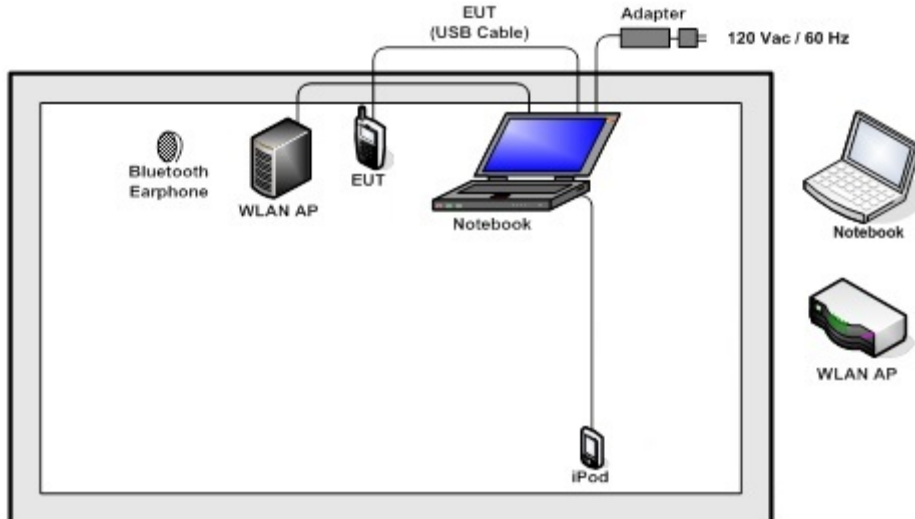 EUT
(USB Cable)
Adapter
120 Vac / 60 Hz
Bluetooth
Earphone
WLAN AP
EUT
Notebook
Notebook
WLAN AP
iPod